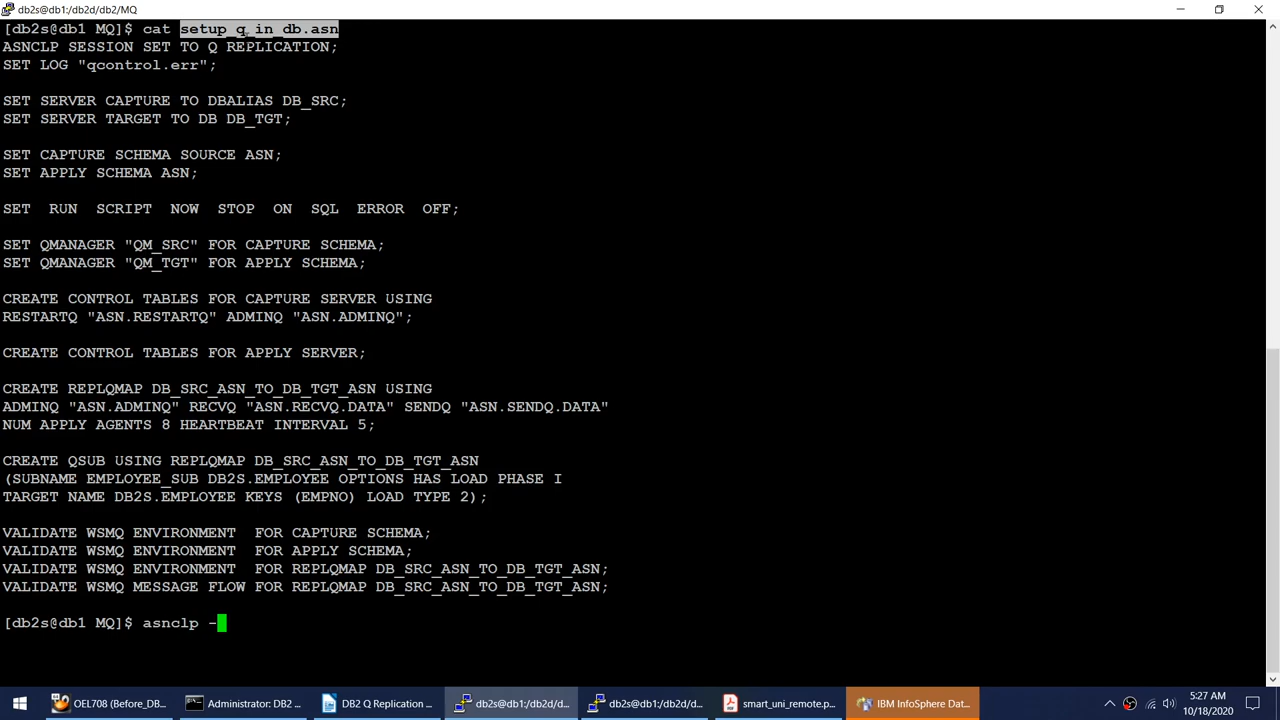 db2s@db1:/db2d/db2/MQ
[db2s@db1 MQ]$ cat setup_q_in_db.asn
ASNCLP SESSION SET TO Q REPLICATION;
SET LOG "qcontrol.err";
SET SERVER CAPTURE TO DBALIAS DB_SRC;
SET SERVER TARGET TO DB DB_TGT;
SET CAPTURE SCHEMA SOURCE ASN;
SET APPLY SCHEMA ASN;
SET RUN SCRIPT NOW STOP ON SQL ERROR OFF;
SET QMANAGER "QM_SRC" FOR CAPTURE SCHEMA;
SET QMANAGER "QM_TGT" FOR APPLY SCHEMA;
CREATE CONTROL TABLES FOR CAPTURE SERVER USING
RESTARTQ "ASN.RESTARTQ" ADMINQ "ASN.ADMINQ";
CREATE CONTROL TABLES FOR APPLY SERVER;
CREATE REPLQMAP DB_SRC_ASN_TO_DB_TGT_ASN USING
ADMINQ "ASN.ADMINQ" RECVQ "ASN.RECVQ.DATA" SENDQ "ASN.SENDQ.DATA"
NUM APPLY AGENTS 8 HEARTBEAT INTERVAL 5;
CREATE QSUB USING REPLQMAP DB_SRC_ASN_TO_DB_TGT_ASN
(SUBNAME EMPLOYEE_SUB DB2S.EMPLOYEE OPTIONS HAS LOAD PHASE I
TARGET NAME DB2S.EMPLOYEE KEYS (EMPNO) LOAD TYPE 2);
VALIDATE WSMQ ENVIRONMENT FOR CAPTURE SCHEMA;
VALIDATE WSMQ ENVIRONMENT FOR APPLY SCHEMA;
VALIDATE WSMQ ENVIRONMENT FOR REPLQMAP DB_SRC_ASN_TO_DB_TGT_ASN;
VALIDATE WSMQ MESSAGE FLOW FOR REPLQMAP DB_SRC_ASN_TO_DB_TGT_ASN;
[db2s@db1 MQ]$ asnclp -
OEL708 (Before_DB... Administrator: DB2 ... DB2 Q Replication ... db2s@db1:/db2d/d... db2s@db1:/db2d/d... smart_uni_remote.p... IBM InfoSphere Dat... 5:27 AM
10/18/2020